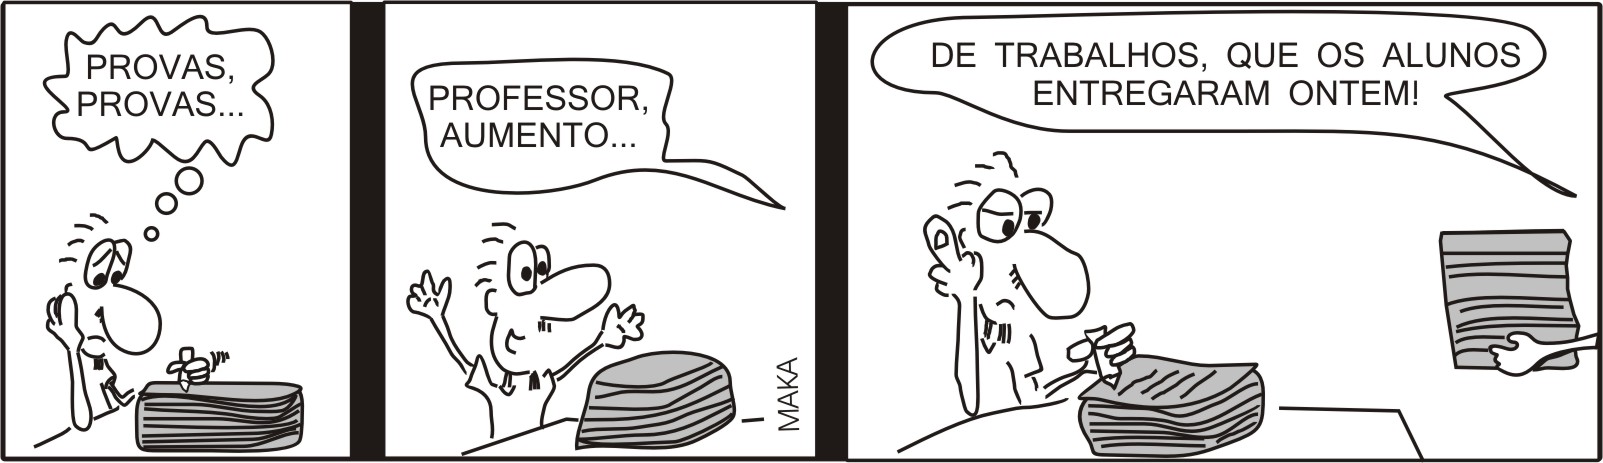 PROVAS,
PROVAS...
PROFESSOR,
AUMENTO...
MAKA
DE TRABALHOS, QUE OS ALUNOS
ENTREGARAM ONTEM!